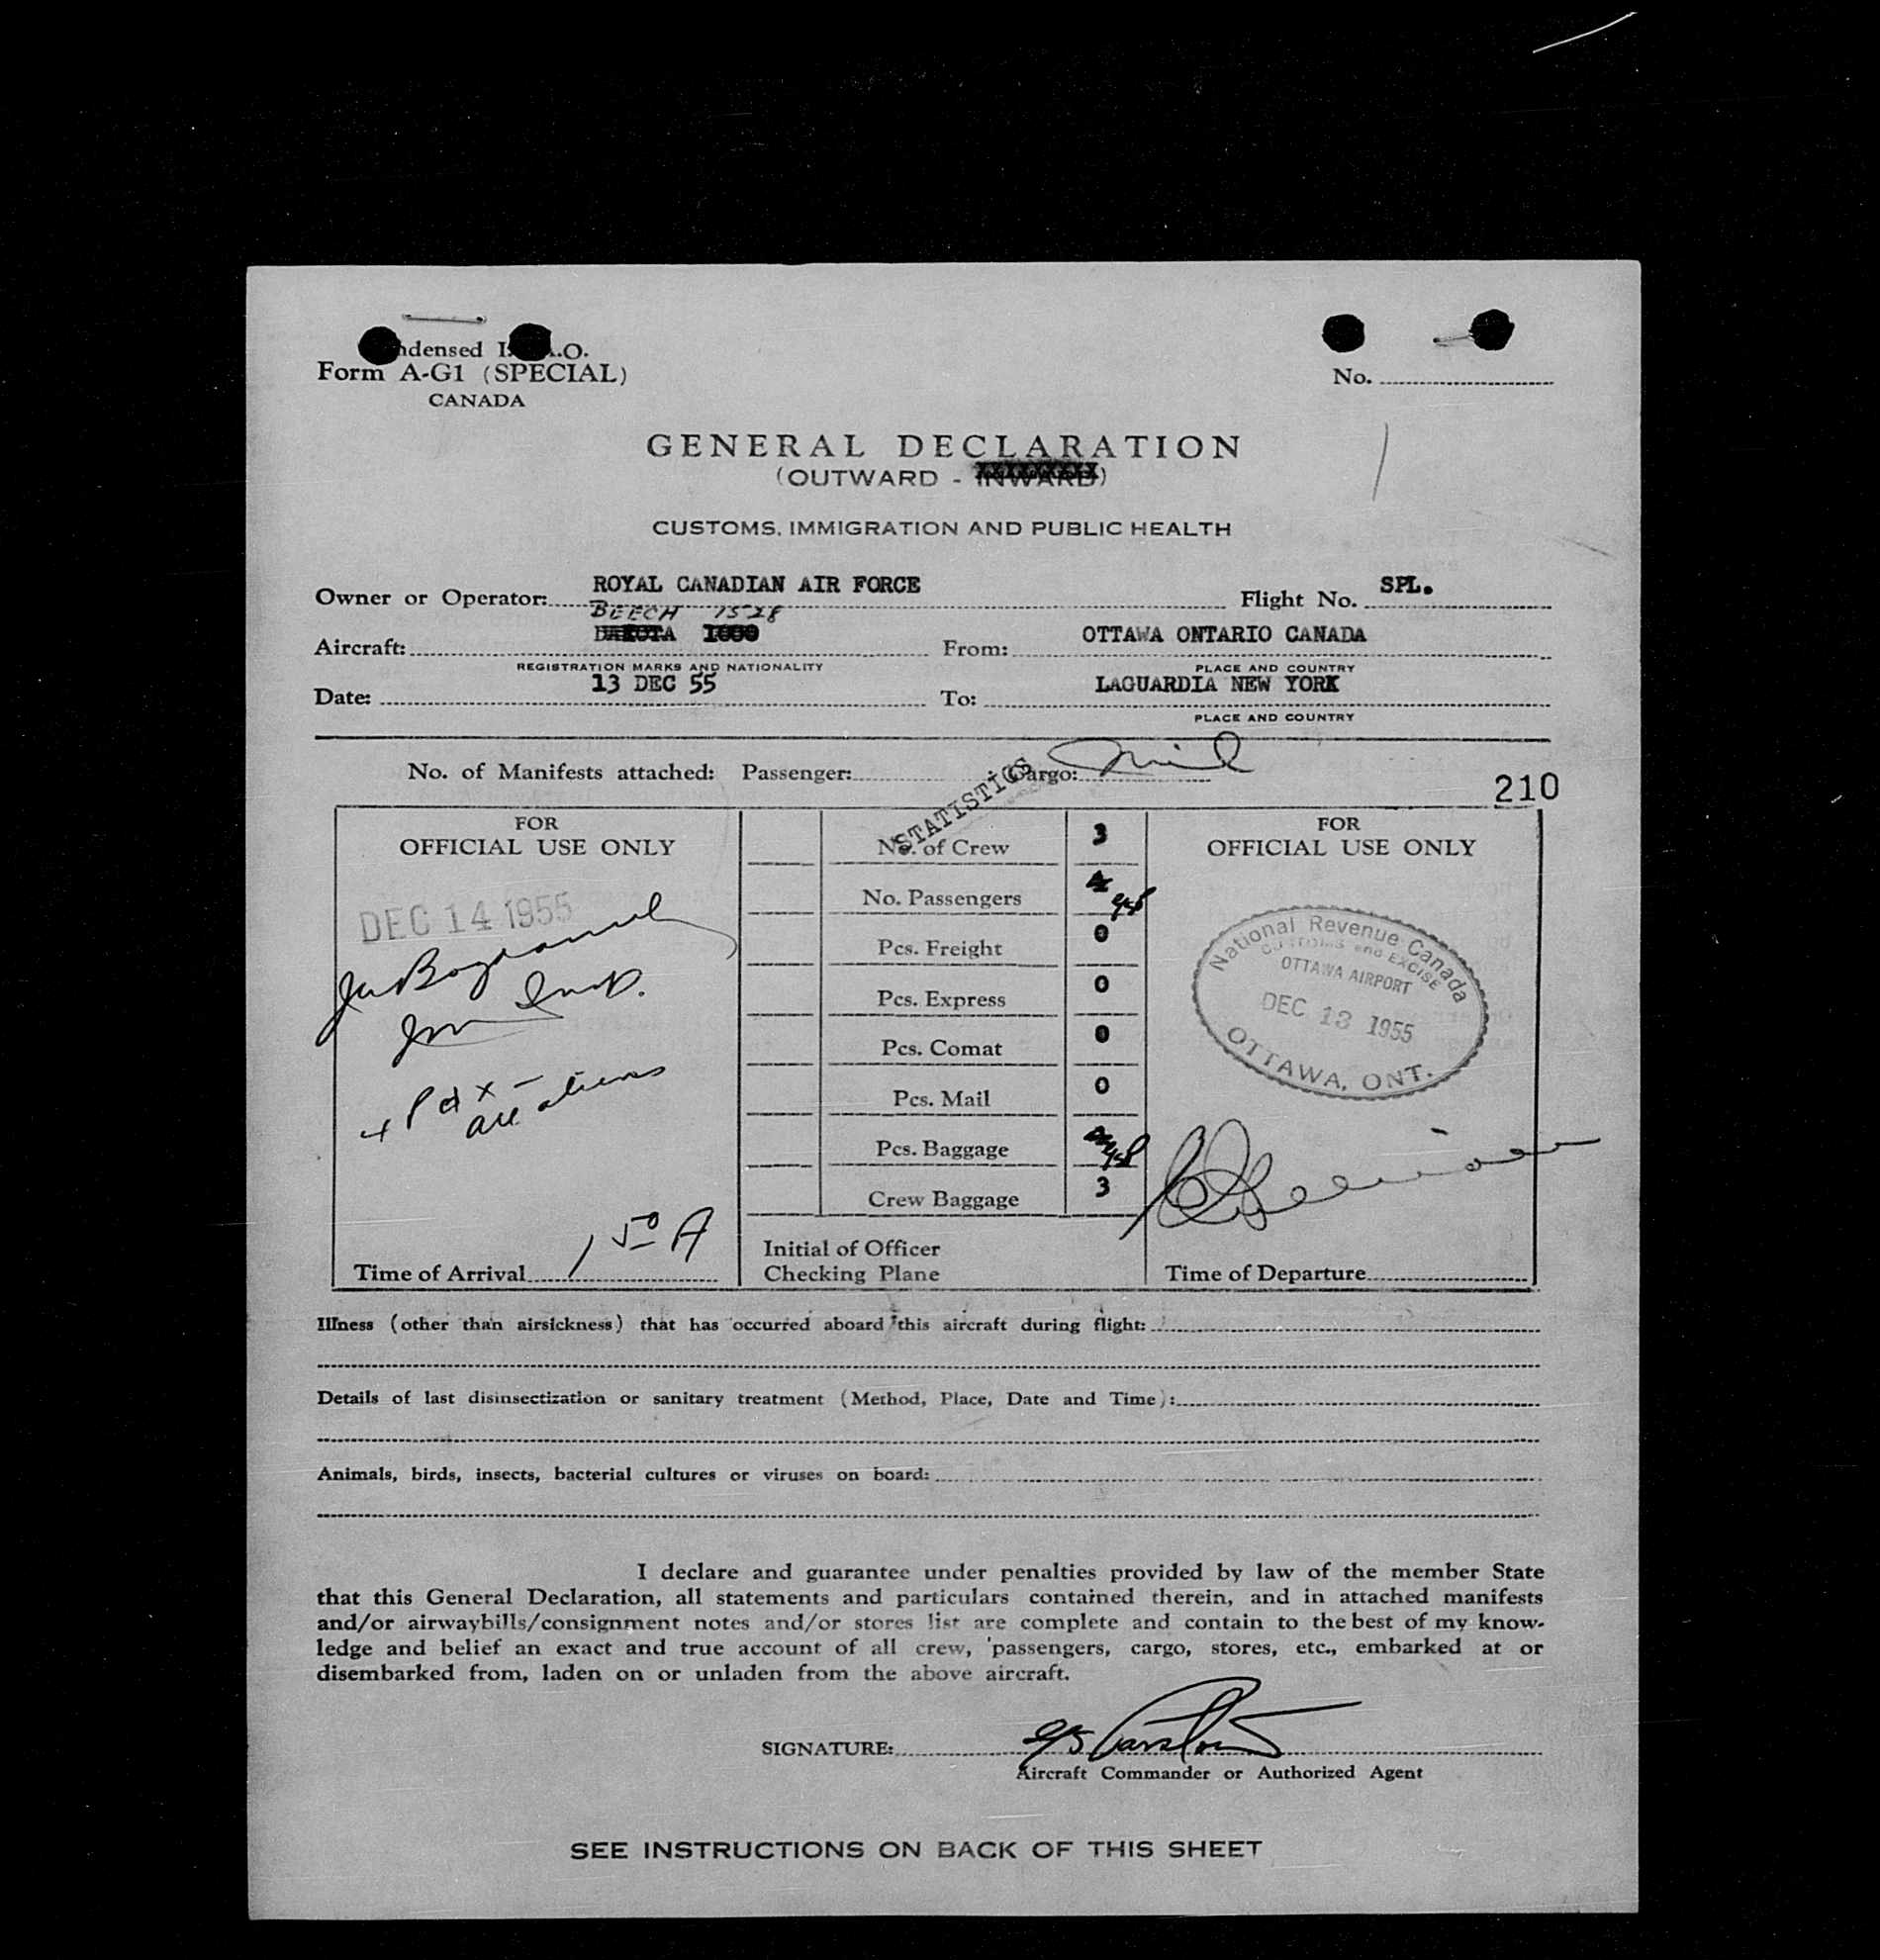 ndensed I. .O.
Form A-G1 (SPECIAL)
CANADA
No.
GENERAL DECLARATION
(OUTWARD - INWARD)
CUSTOMS, IMMIGRATION AND PUBLIC HEALTH
Owner or Operator: ROYAL CANADIAN AIR FORCE Flight No. SPL.
BEECH 1528
Aircraft: DAKOTA 1000 From: OTTAWA ONTARIO CANADA
REGISTRATION MARKS AND NATIONALITY PLACE AND COUNTRY
Date: 13 DEC 55 To: LAGUARDIA NEW YORK
PLACE AND COUNTRY
No. of Manifests attached: Passenger: ; Cargo: Nil
STATISTICS
210
FOR
OFFICIAL USE ONLY
DEC 14 1955
Imm Insp.
all aliens
Time of Arrival 1 50 A
No. of Crew 3
No. Passengers 4
Pcs. Freight 0
Pcs. Express 0
Pcs. Comat 0
Pcs. Mail 0
Pcs. Baggage
Crew Baggage 3
Initial of Officer
Checking Plane
FOR
OFFICIAL USE ONLY
National Revenue Canada
CUSTOMS and EXCISE
OTTAWA AIRPORT
DEC 13 1955
OTTAWA, ONT.
Time of Departure
Illness (other than airsickness) that has occurred aboard this aircraft during flight:
Details of last disinsectization or sanitary treatment (Method, Place, Date and Time):
Animals, birds, insects, bacterial cultures or viruses on board:
I declare and guarantee under penalties provided by law of the member State
that this General Declaration, all statements and particulars contained therein, and in attached manifests
and/or airwaybills/consignment notes and/or stores list are complete and contain to the best of my know-
ledge and belief an exact and true account of all crew, passengers, cargo, stores, etc., embarked at or
disembarked from, laden on or unladen from the above aircraft.
SIGNATURE:
Aircraft Commander or Authorized Agent
SEE INSTRUCTIONS ON BACK OF THIS SHEET